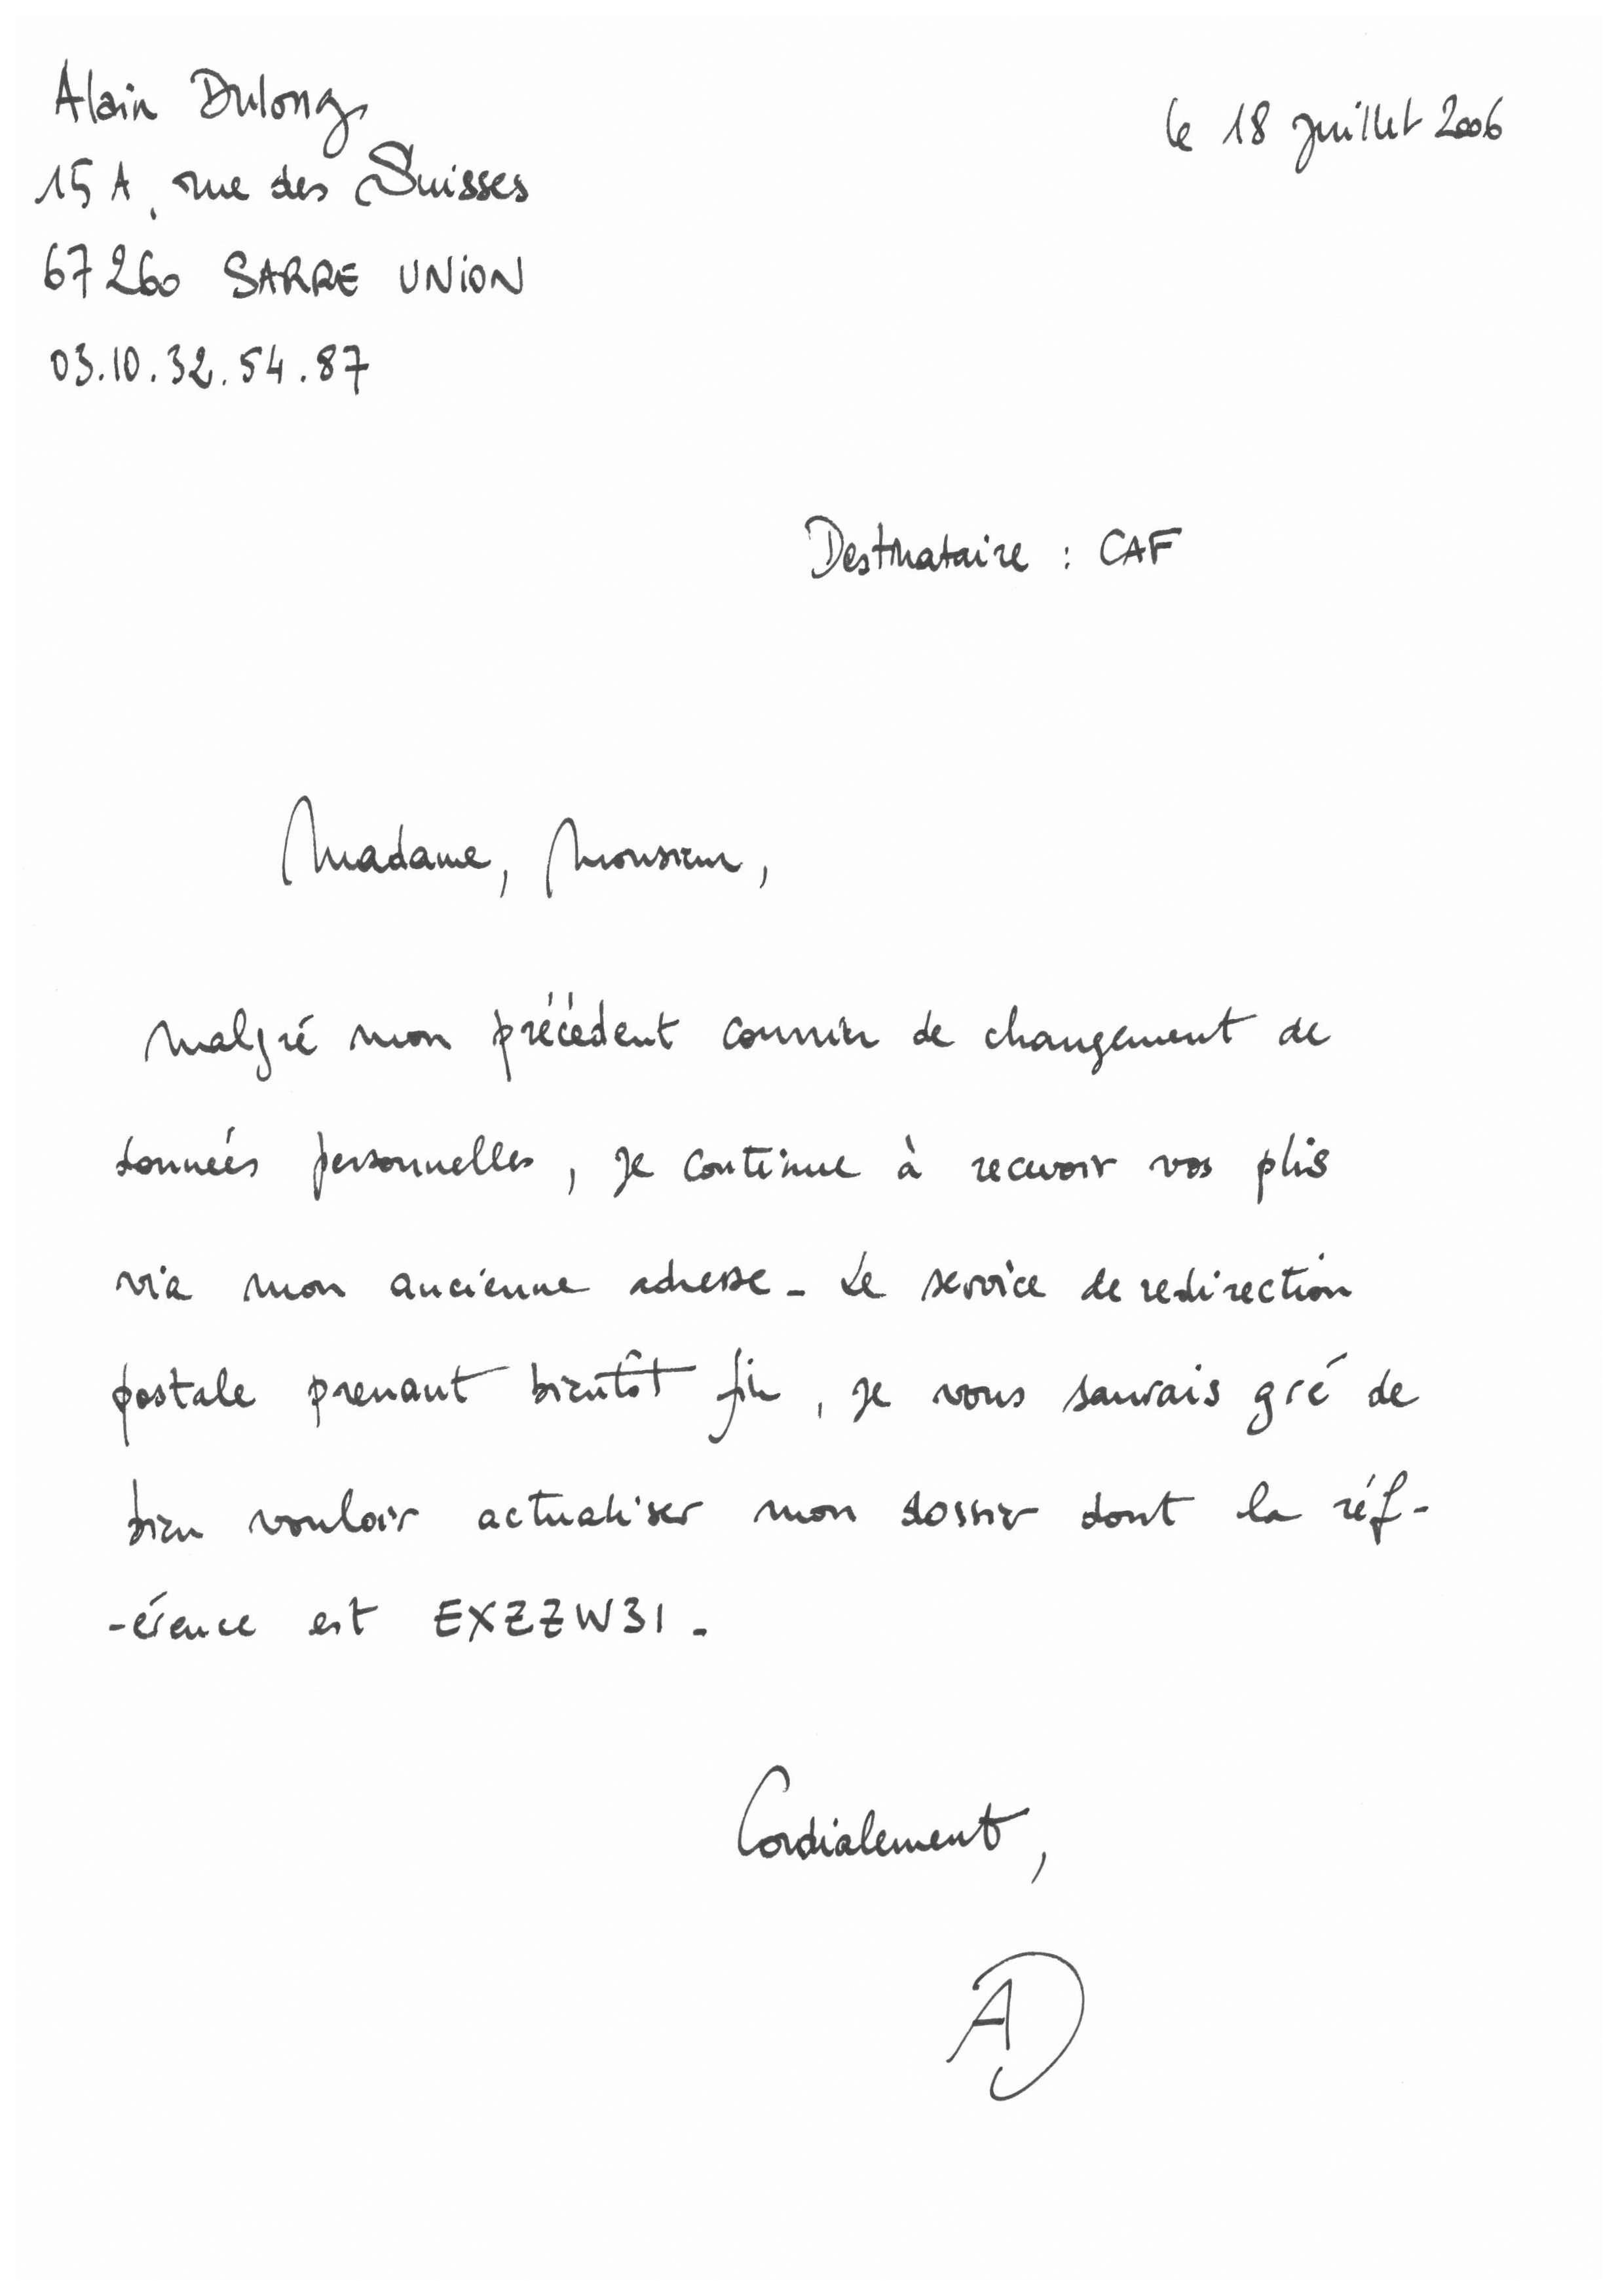 Alain Dulong
le 18 juillet 2006
15 A, rue des Suisses
67260 SARRE UNION
03.10.32.54.87
Destinataire : CAF
Madame, Monsieur,
Malgré mon précédent courrier de changement de
données personnelles, je continue à recevoir vos plis
via mon ancienne adresse. Le service de redirection
postale prenant bientôt fin, je vous saurais gré de
bien vouloir actualiser mon dossier dont la réf-
-érence est EXZZW31.
Cordialement,
AD